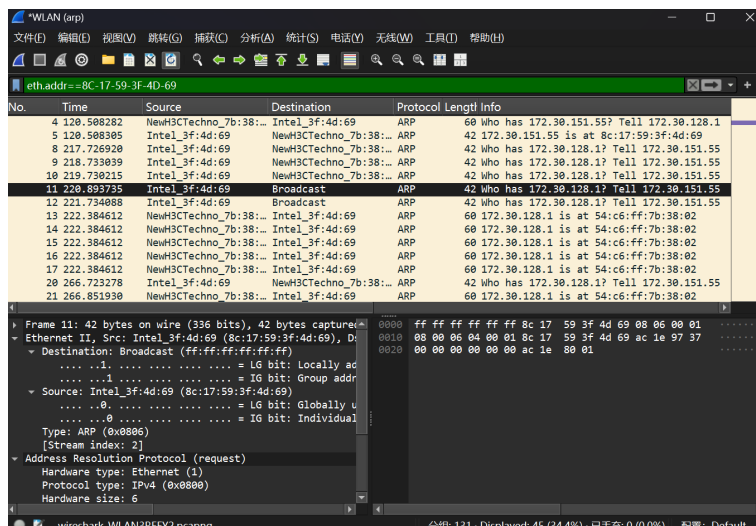 *WLAN (arp)
文件(F) 编辑(E) 视图(V) 跳转(G) 捕获(C) 分析(A) 统计(S) 电话(Y) 无线(W) 工具(T) 帮助(H)
eth.addr==8C-17-59-3F-4D-69
No. Time Source Destination Protocol Length Info
4 120.508282 NewH3CTechno_7b:38:… Intel_3f:4d:69 ARP 60 Who has 172.30.151.55? Tell 172.30.128.1
5 120.508305 Intel_3f:4d:69 NewH3CTechno_7b:38:… ARP 42 172.30.151.55 is at 8c:17:59:3f:4d:69
8 217.726920 Intel_3f:4d:69 NewH3CTechno_7b:38:… ARP 42 Who has 172.30.128.1? Tell 172.30.151.55
9 218.733039 Intel_3f:4d:69 NewH3CTechno_7b:38:… ARP 42 Who has 172.30.128.1? Tell 172.30.151.55
10 219.730215 Intel_3f:4d:69 NewH3CTechno_7b:38:… ARP 42 Who has 172.30.128.1? Tell 172.30.151.55
11 220.893735 Intel_3f:4d:69 Broadcast ARP 42 Who has 172.30.128.1? Tell 172.30.151.55
12 221.734088 Intel_3f:4d:69 Broadcast ARP 42 Who has 172.30.128.1? Tell 172.30.151.55
13 222.384612 NewH3CTechno_7b:38:… Intel_3f:4d:69 ARP 60 172.30.128.1 is at 54:c6:ff:7b:38:02
14 222.384612 NewH3CTechno_7b:38:… Intel_3f:4d:69 ARP 60 172.30.128.1 is at 54:c6:ff:7b:38:02
15 222.384612 NewH3CTechno_7b:38:… Intel_3f:4d:69 ARP 60 172.30.128.1 is at 54:c6:ff:7b:38:02
16 222.384612 NewH3CTechno_7b:38:… Intel_3f:4d:69 ARP 60 172.30.128.1 is at 54:c6:ff:7b:38:02
17 222.384612 NewH3CTechno_7b:38:… Intel_3f:4d:69 ARP 60 172.30.128.1 is at 54:c6:ff:7b:38:02
20 266.723278 Intel_3f:4d:69 NewH3CTechno_7b:38:… ARP 42 Who has 172.30.128.1? Tell 172.30.151.55
21 266.851930 NewH3CTechno_7b:38:… Intel_3f:4d:69 ARP 60 172.30.128.1 is at 54:c6:ff:7b:38:02
Frame 11: 42 bytes on wire (336 bits), 42 bytes capture
Ethernet II, Src: Intel_3f:4d:69 (8c:17:59:3f:4d:69), Ds
Destination: Broadcast (ff:ff:ff:ff:ff:ff)
.... ..1. .... .... .... .... = LG bit: Locally ad
.... ...1 .... .... .... .... = IG bit: Group addr
Source: Intel_3f:4d:69 (8c:17:59:3f:4d:69)
.... ..0. .... .... .... .... = LG bit: Globally u
.... ...0 .... .... .... .... = IG bit: Individual
Type: ARP (0x0806)
[Stream index: 2]
Address Resolution Protocol (request)
Hardware type: Ethernet (1)
Protocol type: IPv4 (0x0800)
Hardware size: 6
0000 ff ff ff ff ff ff 8c 17 59 3f 4d 69 08 06 00 01 ······
0010 08 00 06 04 00 01 8c 17 59 3f 4d 69 ac 1e 97 37 ······
0020 00 00 00 00 00 00 ac 1e 80 01 ······
分组: 131 · Displayed: 45 (34.4%) · 已丢弃: 0 (0.0%) 配置: Default